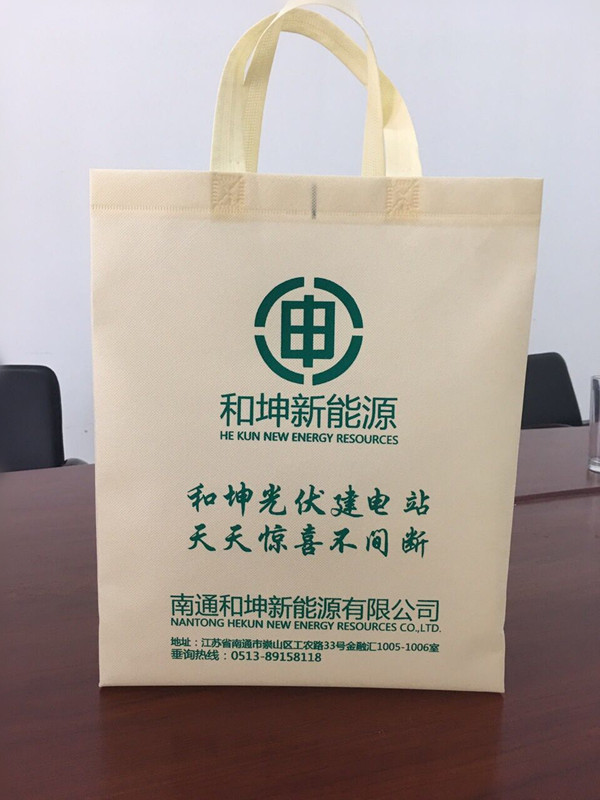 申
和坤新能源
HE KUN NEW ENERGY RESOURCES
和坤光伏建电站
天天惊喜不间断
南通和坤新能源有限公司
NANTONG HEKUN NEW ENERGY RESOURCES CO.,LTD.
地址：江苏省南通市崇山区工农路33号金融汇1005-1006室
垂询热线：0513-89158118